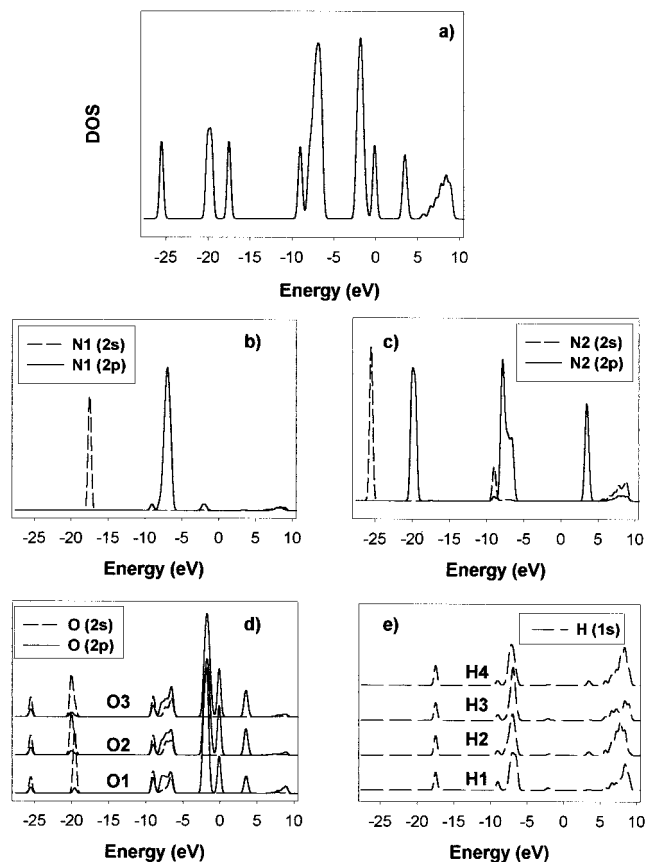 a)
DOS
-25 -20 -15 -10 -5 0 5 10
Energy (eV)
N1 (2s)
N1 (2p)
b)
-25 -20 -15 -10 -5 0 5 10
Energy (eV)
c)
N2 (2s)
N2 (2p)
-25 -20 -15 -10 -5 0 5 10
Energy (eV)
O (2s)
O (2p)
d)
O3
O2
O1
-25 -20 -15 -10 -5 0 5 10
Energy (eV)
e)
H (1s)
H4
H3
H2
H1
-25 -20 -15 -10 -5 0 5 10
Energy (eV)